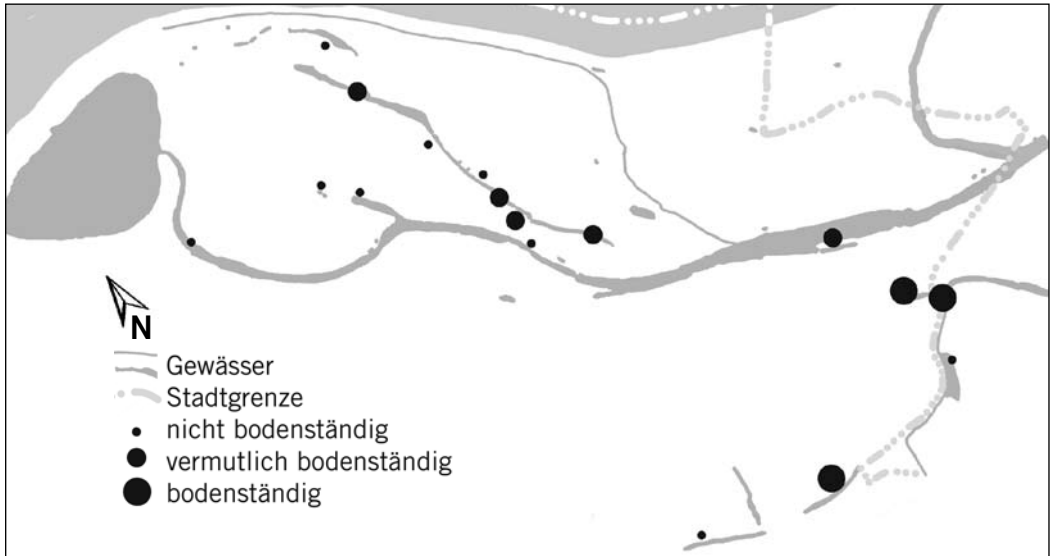 N
Gewässer
Stadtgrenze
nicht bodenständig
vermutlich bodenständig
bodenständig